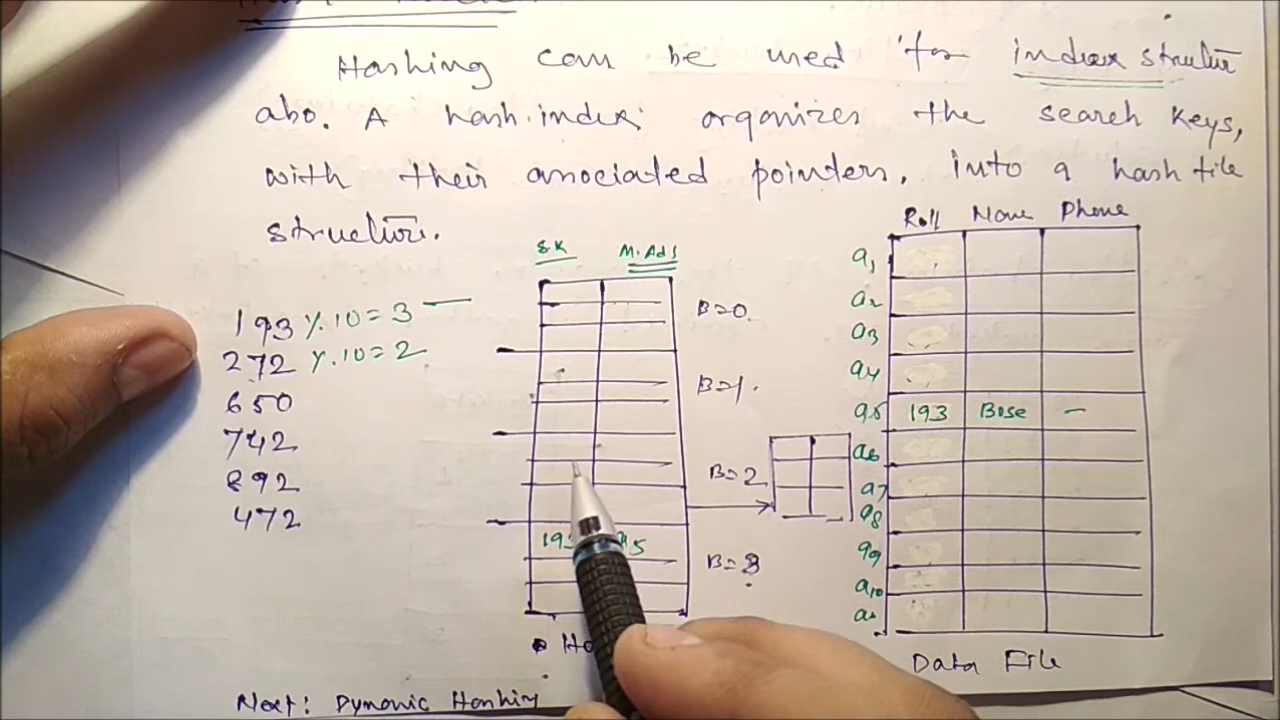 Hashing can be used for index structur
also. A hash index organizes the search keys,
with their associated pointers, into a hash file
structure.
S.K M.Ads
Roll Name Phone
193 %10 = 3
272 %10 = 2
650
742
892
472
B=0
B=1
B=2
B=3
a1
a2
a3
a4
a5 193 Bose —
a6
a7
a8
a9
a10
Data File
Next: Dynamic Hashing